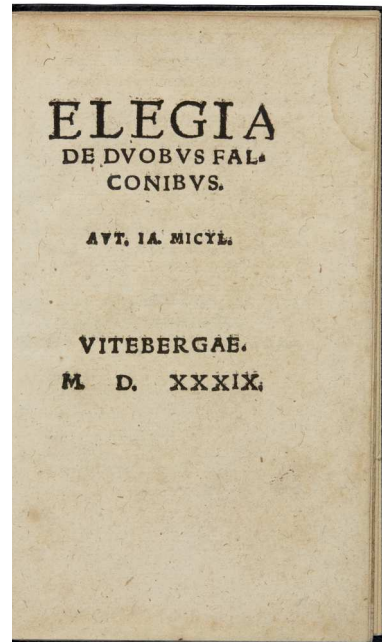 ELEGIA
DE DVOBVS FAL.
CONIBVS.
AVT. IA. MICYL.
VITEBERGAE.
M. D. XXXIX.